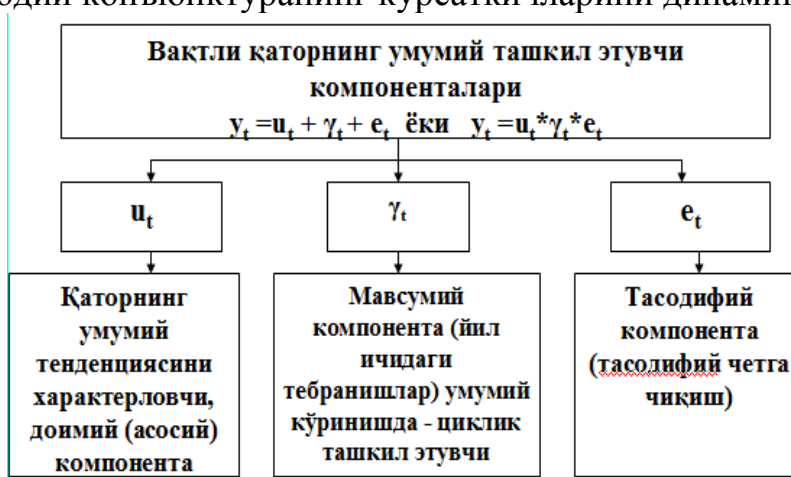 конъюнктуранинг
Вақтли қаторнинг умумий ташкил этувчи
компоненталари
yₜ =uₜ + γₜ + eₜ ёки yₜ =uₜ*γₜ*eₜ
uₜ
γₜ
eₜ
Қаторнинг
умумий
тенденциясини
характерловчи,
доимий (асосий)
компонента
Мавсумий
компонента (йил
ичидаги
тебранишлар) умумий
кўринишда - циклик
ташкил этувчи
Тасодифий
компонента
(тасодифий четга
чиқиш)